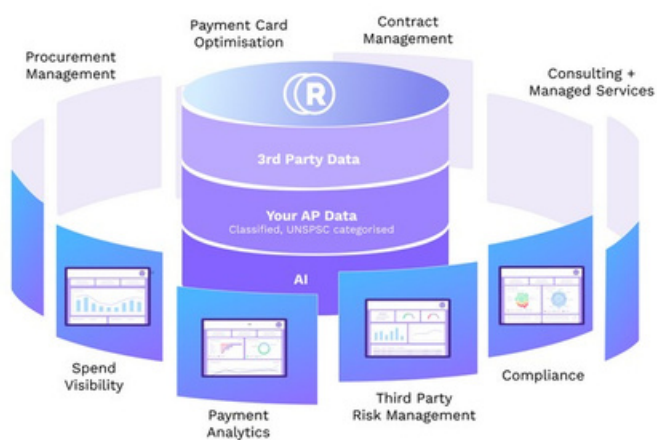 Payment Card
Optimisation
Contract
Management
Procurement
Management
Consulting +
Managed Services
R
3rd Party Data
Your AP Data
Classified, UNSPSC categorised
AI
Spend
Visibility
Payment
Analytics
Third Party
Risk Management
Compliance